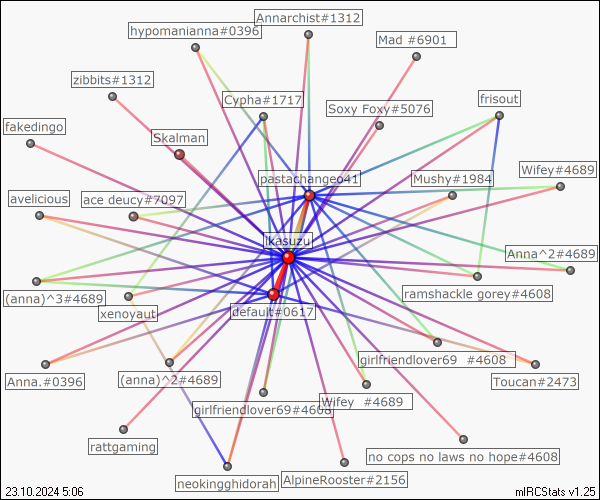 Annarchist#1312
hypomanianna#0396
Mad #6901
zibbits#1312
Cypha#1717
Soxy Foxy#5076
frisout
fakedingo
Skalman
pastachangeo41
Mushy#1984
Wifey#4689
avelicious
ace deucy#7097
Ikasuzu
Anna^2#4689
(anna)^3#4689
xenoyaut
default#0617
ramshackle gorey#4608
girlfriendlover69 #4608
Anna.#0396
(anna)^2#4689
Toucan#2473
girlfriendlover69#4608
Wifey #4689
rattgaming
no cops no laws no hope#4608
neokingghidorah
AlpineRooster#2156
23.10.2024 5:06
mIRCStats v1.25